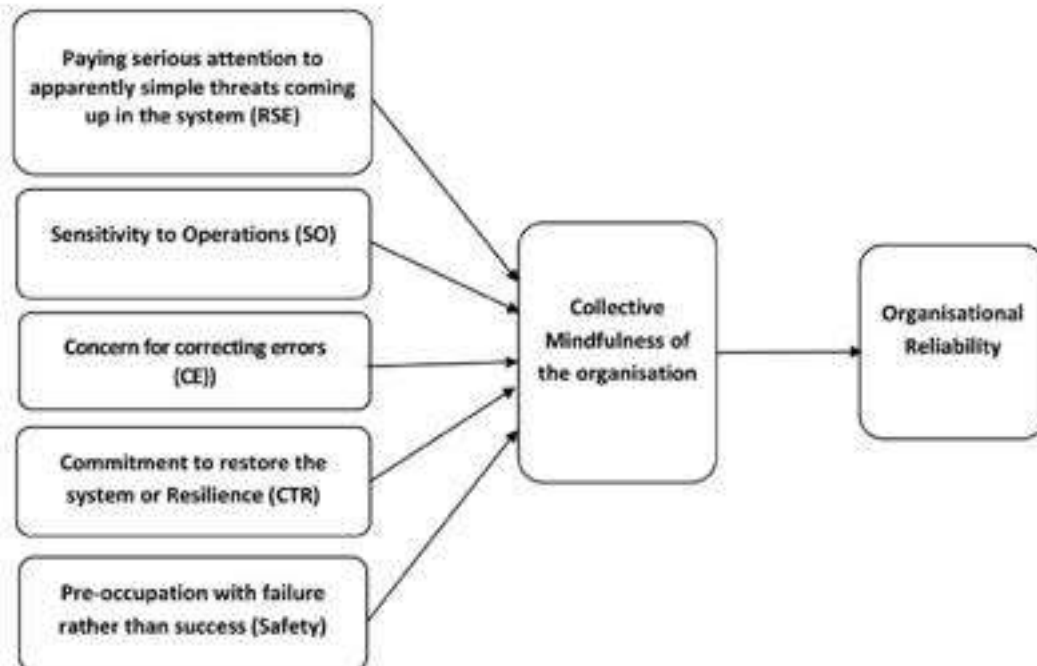 Paying serious attention to
apparently simple threats coming
up in the system (RSE)
Sensitivity to Operations (SO)
Concern for correcting errors
(CE))
Commitment to restore the
system or Resilience (CTR)
Pre-occupation with failure
rather than success (Safety)
Collective
Mindfulness of
the organisation
Organisational
Reliability